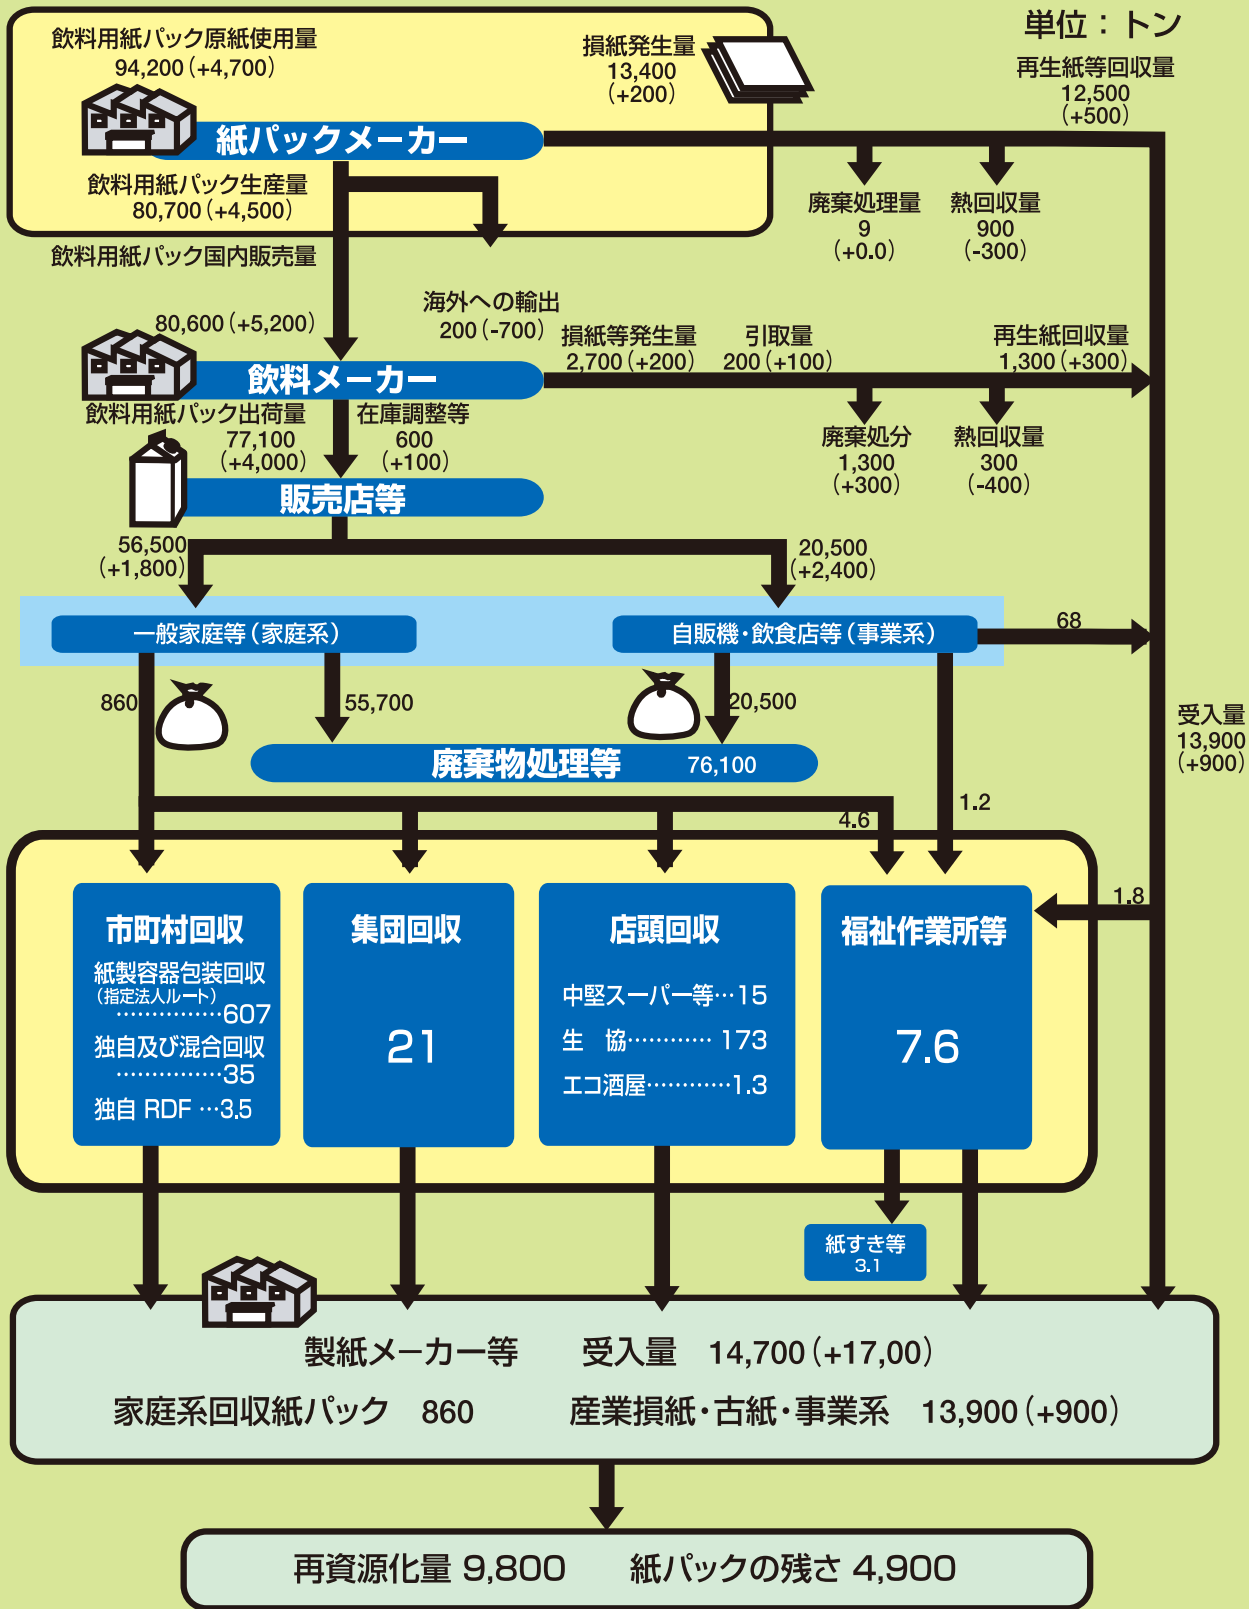 単位：トン
飲料用紙パック原紙使用量
94,200(+4,700)
損紙発生量
13,400
(+200)
再生紙等回収量
12,500
(+500)
紙パックメーカー
飲料用紙パック生産量
80,700(+4,500)
廃棄処理量
9
(+0.0)
熱回収量
900
(-300)
飲料用紙パック国内販売量
80,600(+5,200)
海外への輸出
200(-700)
損紙等発生量
2,700(+200)
引取量
200(+100)
再生紙回収量
1,300(+300)
飲料メーカー
飲料用紙パック出荷量
77,100
(+4,000)
在庫調整等
600
(+100)
廃棄処分
1,300
(+300)
熱回収量
300
(-400)
販売店等
56,500
(+1,800)
20,500
(+2,400)
一般家庭等(家庭系)
自販機・飲食店等(事業系)
68
860
55,700
20,500
受入量
13,900
(+900)
廃棄物処理等 76,100
4.6
1.2
1.8
市町村回収
紙製容器包装回収
(指定法人ルート)
……………607
独自及び混合回収
……………35
独自 RDF …3.5
集団回収
21
店頭回収
中堅スーパー等…15
生　協………… 173
エコ酒屋…………1.3
福祉作業所等
7.6
紙すき等
3.1
製紙メーカー等　受入量 14,700(+17,00)
家庭系回収紙パック 860　産業損紙・古紙・事業系 13,900(+900)
再資源化量 9,800　紙パックの残さ 4,900